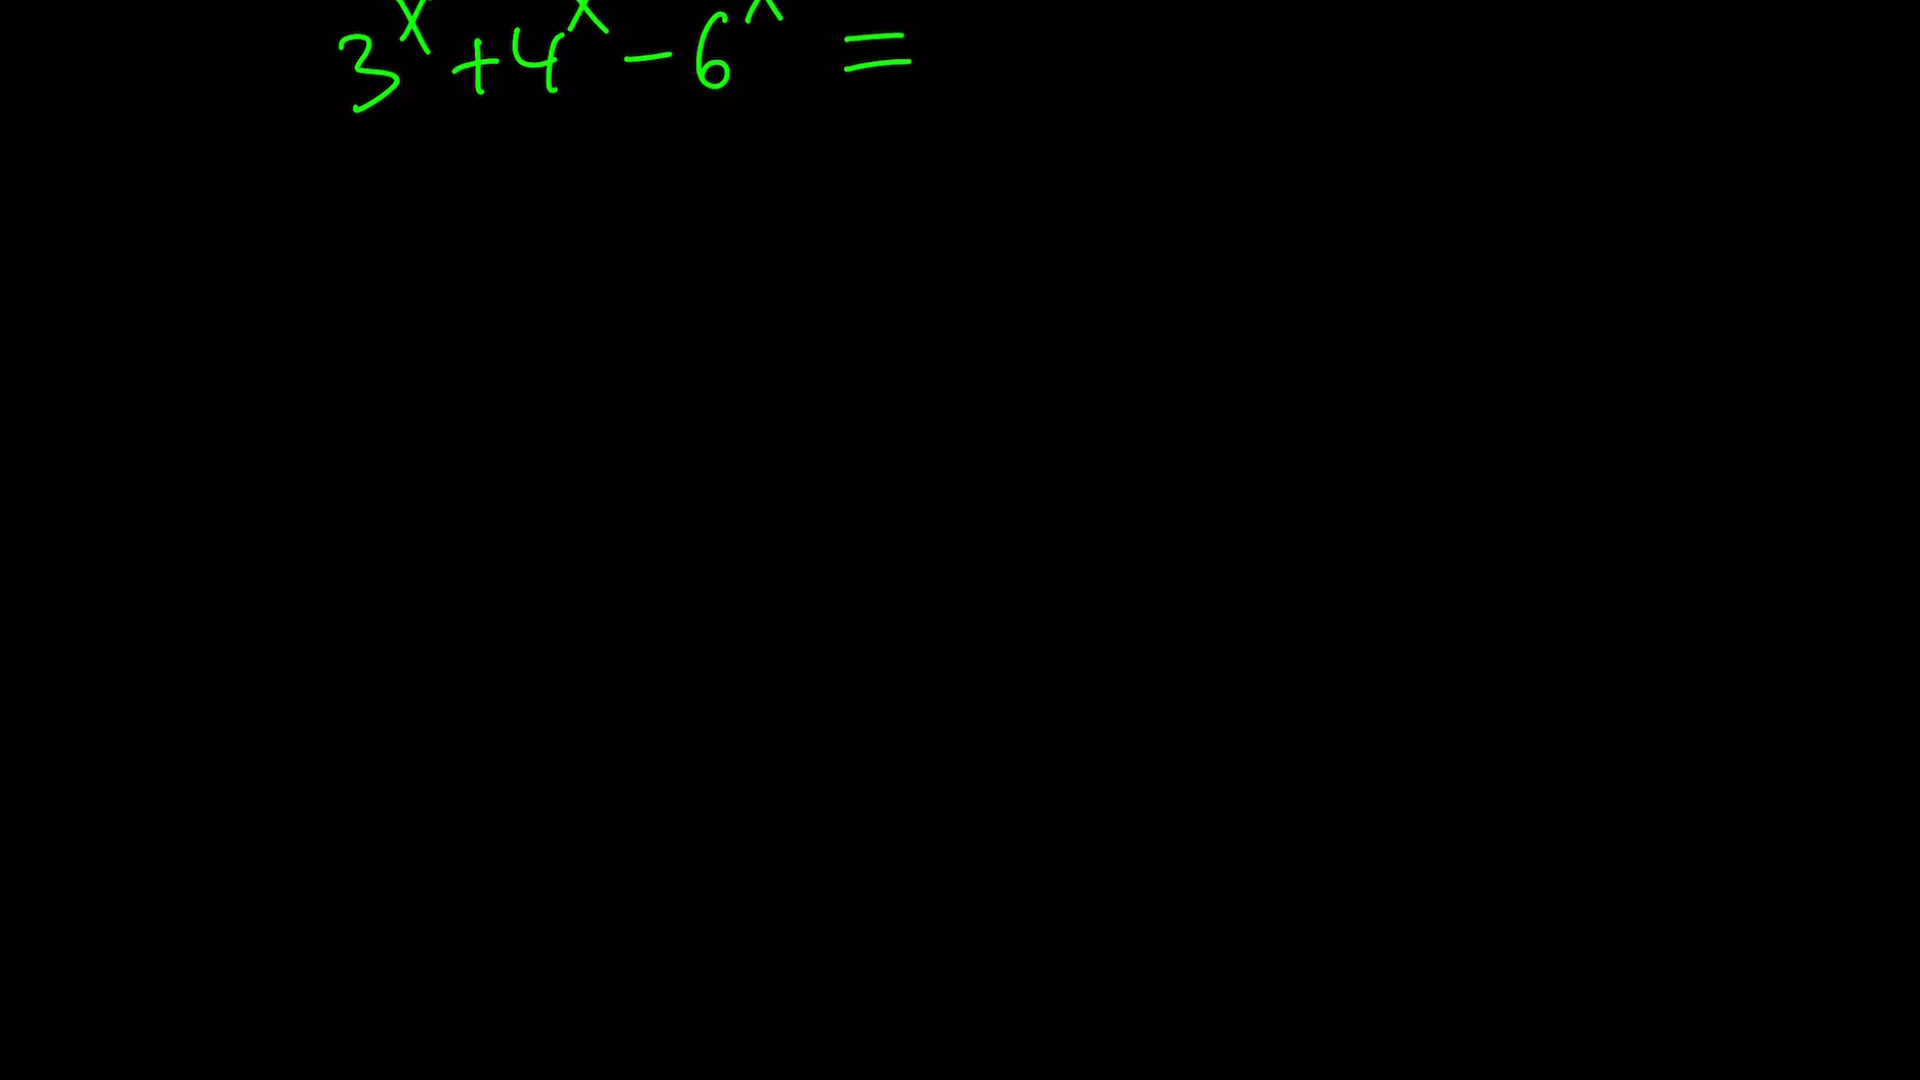 3^x + 4^x - 6^x =